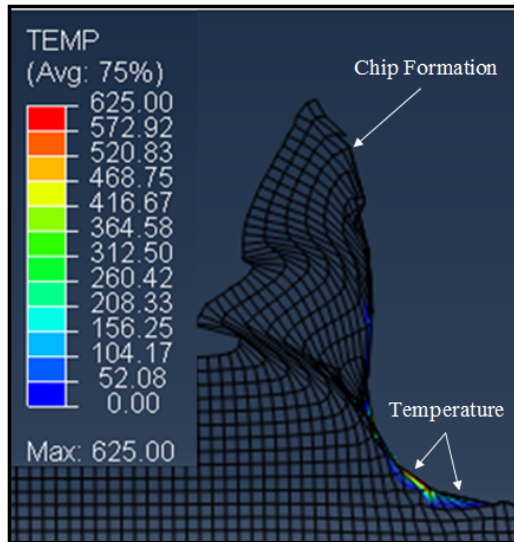 TEMP
(Avg: 75%)
625.00
572.92
520.83
468.75
416.67
364.58
312.50
260.42
208.33
156.25
104.17
52.08
0.00
Max: 625.00
Chip Formation
Temperature